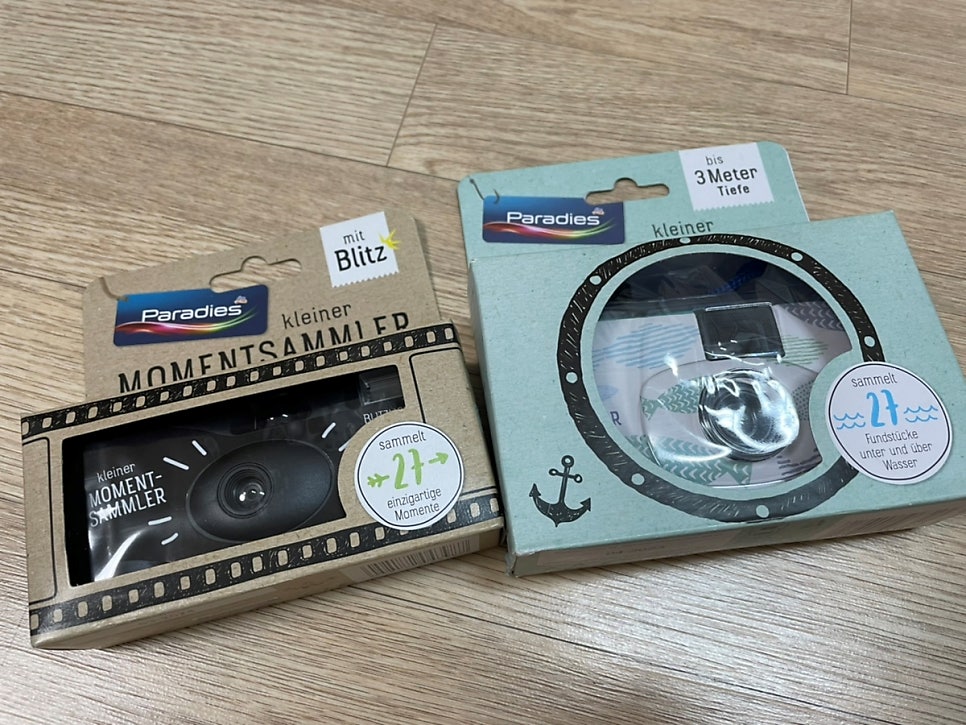 mit
Blitz
Paradies
kleiner
MOMENTSAMMLER
kleiner
MOMENT-
SAMMLER
sammelt
27
einzigartige
Momente
bis
3 Meter
Tiefe
Paradies
kleiner
sammelt
27
Fundstücke
unter und über
Wasser